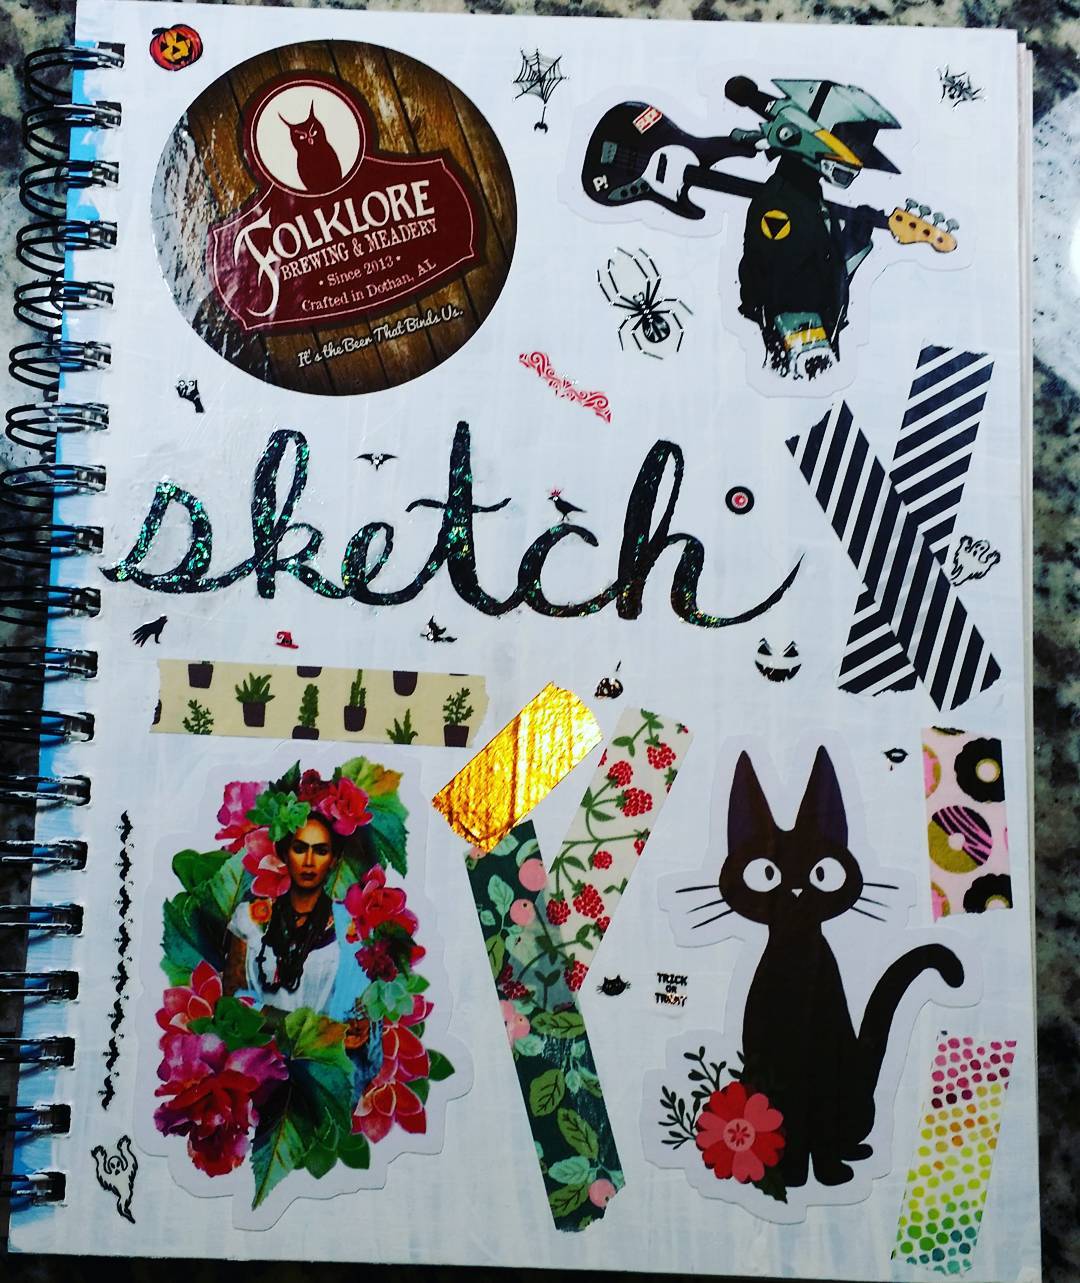 FOLKLORE
BREWING & MEADERY
• Since 2013 •
Crafted in Dothan, AL
It's the Beer That Binds Us.
P!
sketch
TRICK
OR
TREAT